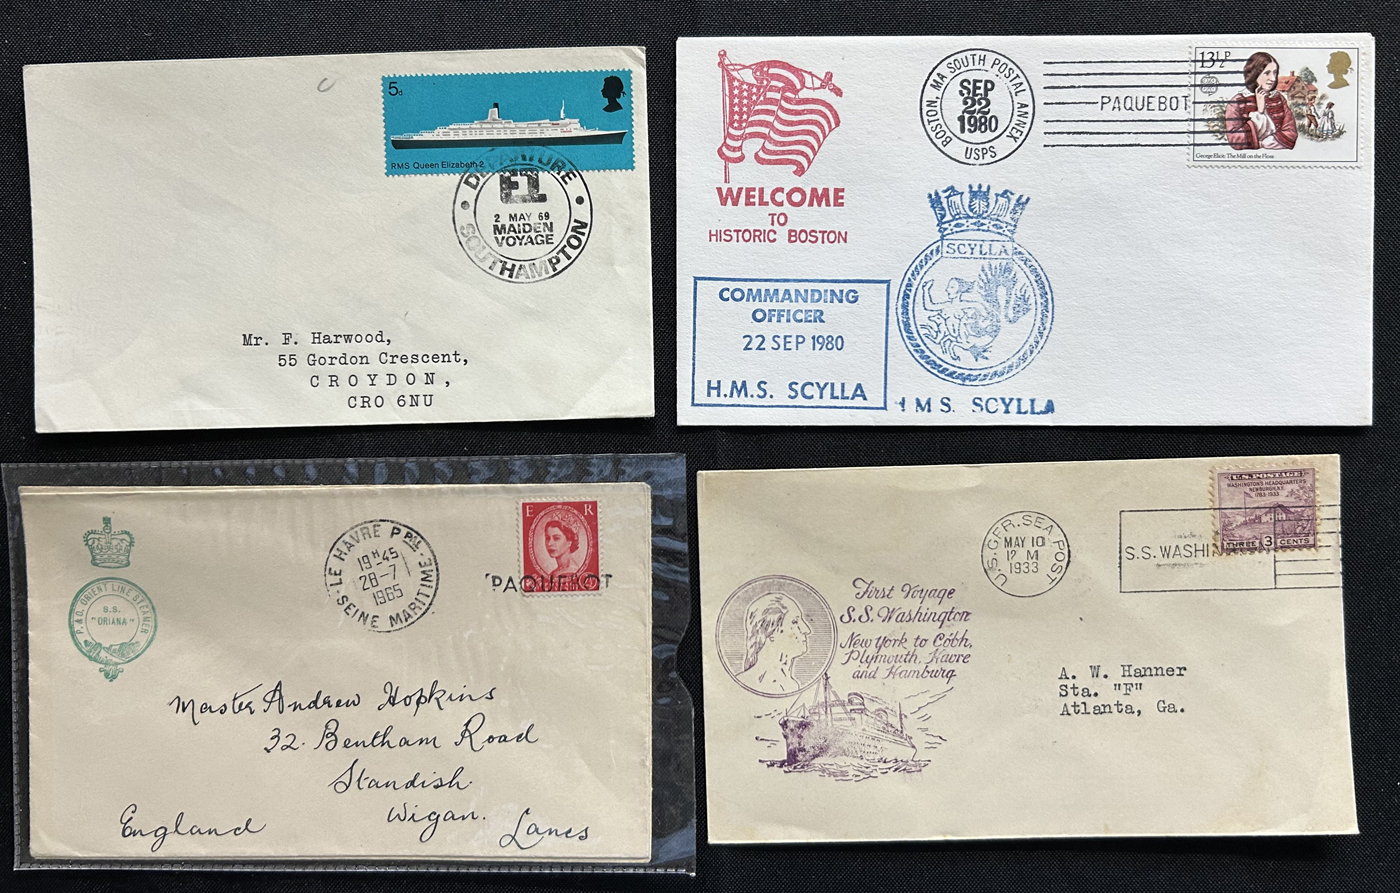 5d
RMS Queen Elizabeth 2
DEPARTURE
2 MAY 69
MAIDEN
VOYAGE
SOUTHAMPTON
Mr. F. Harwood,
55 Gordon Crescent,
CROYDON,
CRO 6NU
WELCOME
TO
HISTORIC BOSTON
BOSTON, MA SOUTH POSTAL ANNEX
SEP
22
1980
USPS
PAQUEBOT
13½P
George Eliot: The Mill on the Floss
SCYLLA
COMMANDING
OFFICER
22 SEP 1980
H.M.S. SCYLLA
H M S. SCYLLA
P. & O. ORIENT LINE STEAMER
S.S.
"ORIANA"
LE HAVRE PPAL
19H45
28-7
1965
SEINE MARITIME
E R
PAQUEBOT
Master Andrew Hopkins
32. Bentham Road
Standish.
Wigan.
England Lancs
U.S.GER.SEA POST
MAY 10
12 M
1933
S.S. WASHIN
U.S. POSTAGE
WASHINGTON'S HEADQUARTERS
NEWBURGH, N.Y.
1783-1933
THREE 3 CENTS
First Voyage
S.S. Washington
New York to Cóbh,
Plymouth, Havre
and Hamburg
A. W. Hanner
Sta. "F"
Atlanta, Ga.